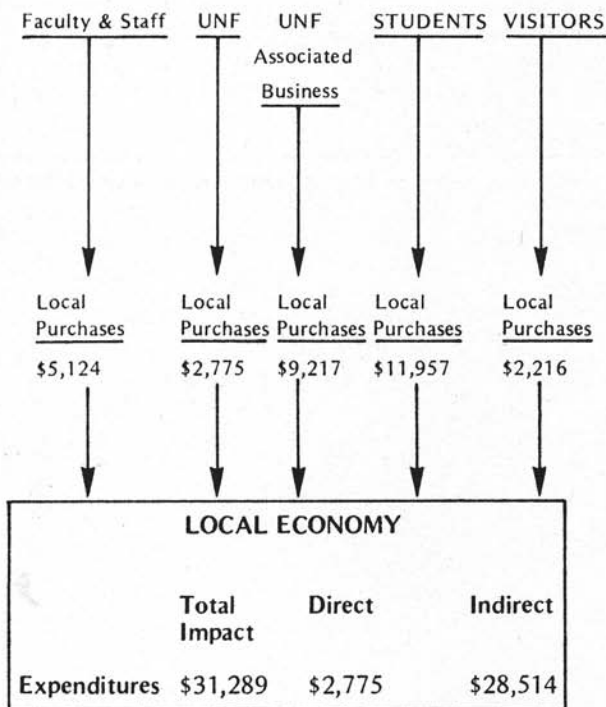 Faculty & Staff UNF UNF STUDENTS VISITORS
Associated
Business
Local Local Local Local Local
Purchases Purchases Purchases Purchases Purchases
$5,124 $2,775 $9,217 $11,957 $2,216
LOCAL ECONOMY
Total Direct Indirect
Impact
Expenditures $31,289 $2,775 $28,514